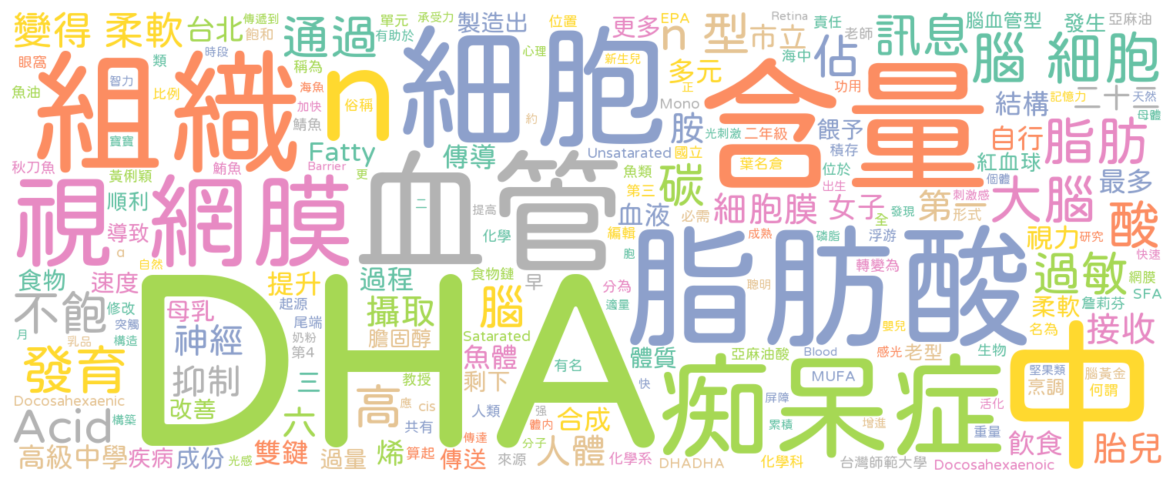 變得 柔軟 台北 傳遞到 飽和 通過 單元 有助於 承受力 製造出 位置 更多 EPA n 型 市立 Retina 老師 責任 佔 訊息 腦血管型 腦 細胞 發生 亞麻油
眼窩 時段 類 稱為 心理 新生兒 海中 功用 結構 二十二 記憶力 天然 母體
魚油 智力 比例 海魚 加快 俗稱 n 細胞 多元 正 Mono 含量
組織 寶寶 鯖魚 約 胺 光刺激 二年級 餵予 積存 自行 脂肪
Fatty 傳導 Unsatarated 國立 葉名倉 紅血球
秋刀魚 鮪魚 Barrier 更 血管 碳 魚類 位於 大腦 最多
黃俐穎 順利 二 提高 第三 血液 必需 細胞膜 出生 女子 全 第一 形式 個體 刺激感 發現 酸
視網膜 導致 α 化學 編輯 成熟 磷脂 浮游 視力 研究
自然 胞 脂肪酸 轉變為 快速
食物 速度 提升 過程 食物鏈 早 分為 過敏 網膜 SFA
不飽 母乳 修改 起源 攝取 腦 適量 聰明 嬰兒 柔軟 詹莉芬
月 乳品 突觸 構造 神經 尾端 奶粉 第4 膽固醇 Satarated 魚體 有名 體質 亞麻油酸 Blood 感光 老型 名為 生物 接收
發育 DHA 抑制 三 教授 剩下 快 屏障 MUFA 痴呆症 中 堅果類 腦黃金 何謂
Docosahexaenic 改善 六 高 應 cis 人類 强 合成 累積 活化 烹調
Acid 構築 共有 體內 增進 重量 飲食 胎兒
高級中學 疾病 成份 光感 雙鍵 過量 烯 算起 傳送 傳達 分子 來源 人體 化學系 DHADHA 化學科 台灣師範大學 Docosahexaenoic